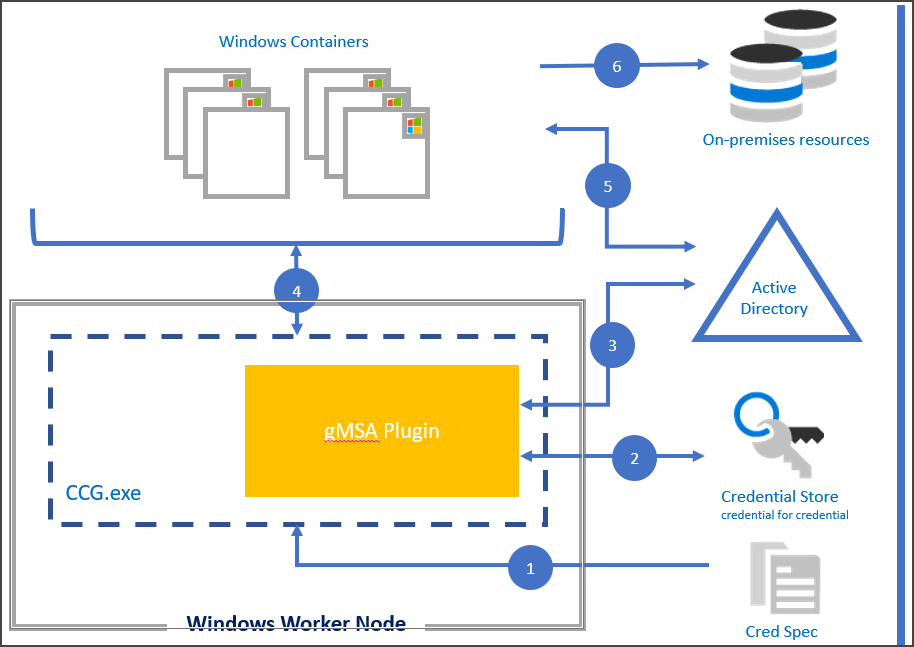 Windows Containers
6
On-premises resources
5
Active
Directory
4
3
gMSA Plugin
2
CCG.exe
Credential Store
credential for credential
1
Windows Worker Node
Cred Spec